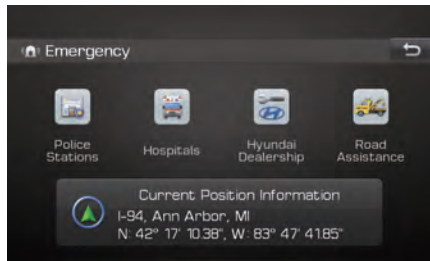 Emergency
Police
Stations
Hospitals
Hyundai
Dealership
Road
Assistance
Current Position Information
I-94, Ann Arbor, MI
N: 42° 17' 10.38", W: 83° 47' 41.85"